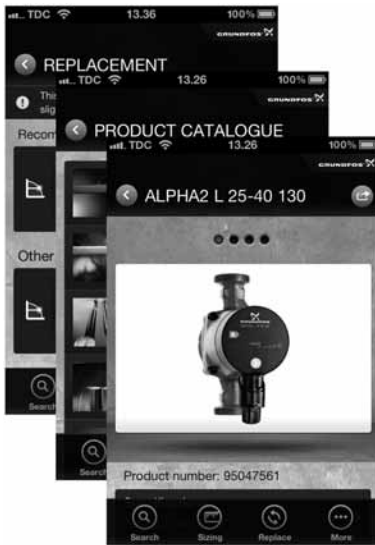 TDC 13.36 100%
GRUNDFOS
REPLACEMENT
This
slig
Recom
Other
Search
TDC 13.26 100%
GRUNDFOS
PRODUCT CATALOGUE
Search
TDC 13.26 100%
GRUNDFOS
ALPHA2 L 25-40 130
Product number: 95047561
Search Sizing Replace More